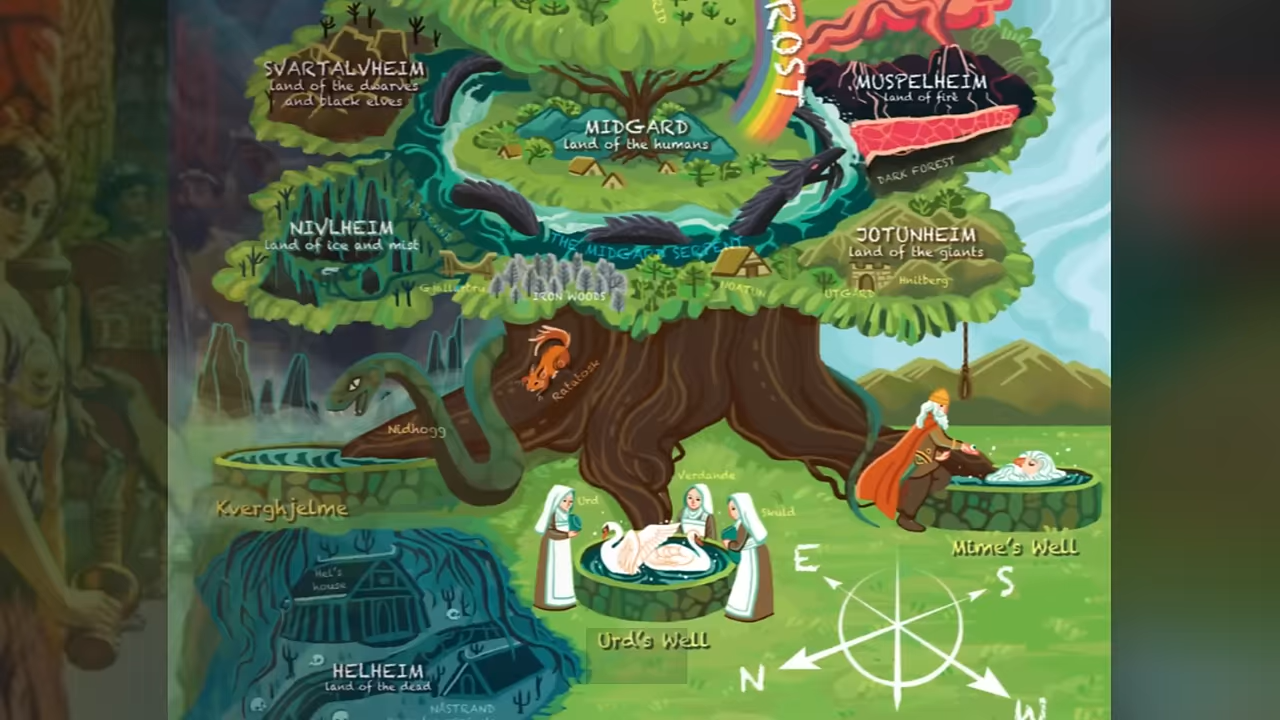 ROST
SVARTALVHEIM
land of the dwarves
and black elves
MUSPELHEIM
land of fire
MIDGARD
land of the humans
DARK FOREST
NIVLHEIM
land of ice and mist
THE MIDGARD SERPENT
JOTUNHEIM
land of the giants
Hnitberg
UTGARD
NOATUN
IRON WOODS
Ratatosk
Nidhogg
Kverghjelme
Urd
Verdande
Skuld
Mime's Well
Urd's Well
Hel's
house
HELHEIM
land of the dead
NÅSTRAND
E
S
N
W